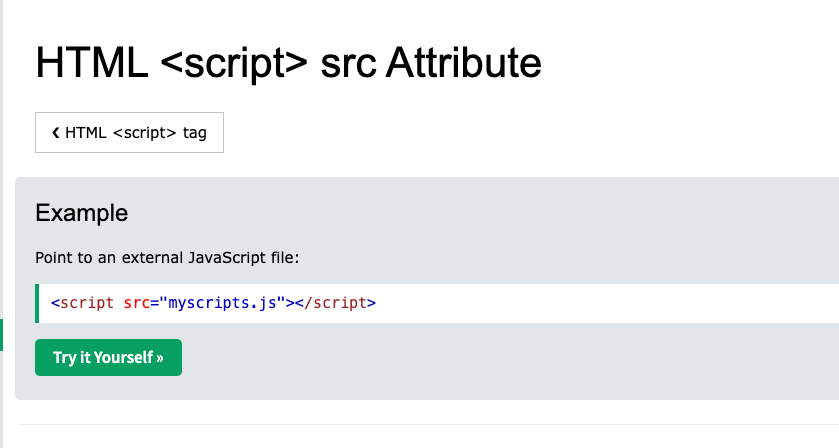 HTML <script> src Attribute
❮ HTML <script> tag
Example
Point to an external JavaScript file:
<script src="myscripts.js"></script>
Try it Yourself »